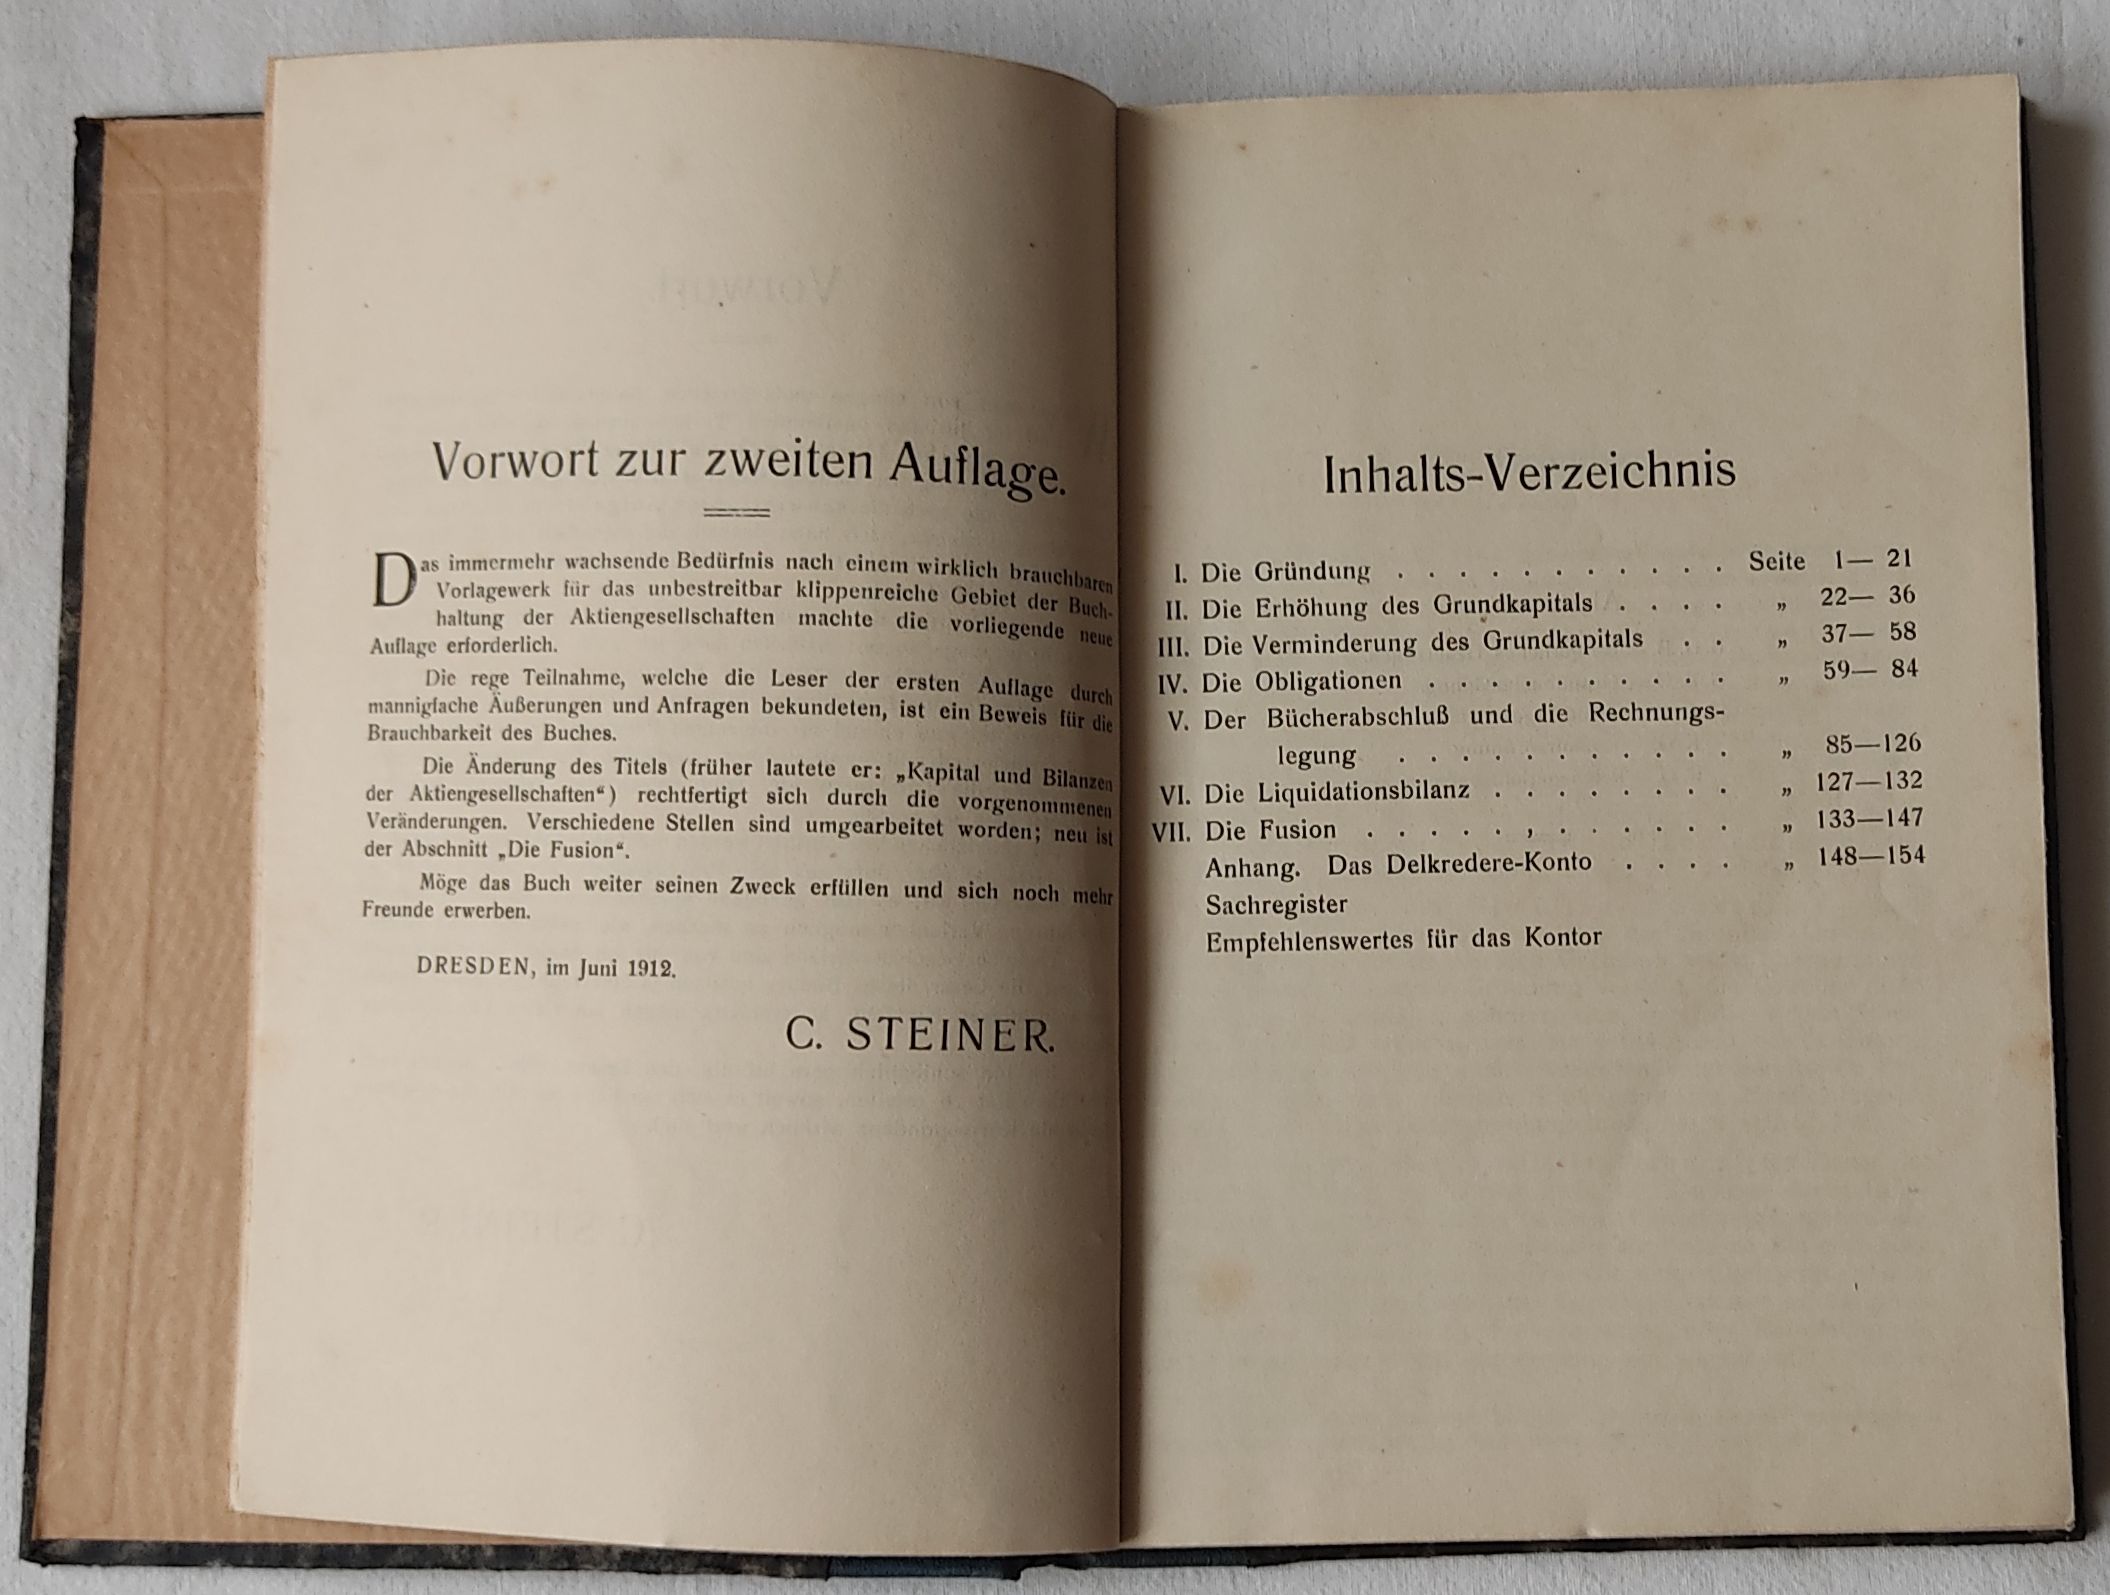 Vorwort zur zweiten Auflage.
Das immermehr wachsende Bedürfnis nach einem wirklich brauchbaren
Vorlagewerk für das unbestreitbar klippenreiche Gebiet der Buch-
haltung der Aktiengesellschaften machte die vorliegende neue
Auflage erforderlich.
Die rege Teilnahme, welche die Leser der ersten Auflage durch
mannigfache Äußerungen und Anfragen bekundeten, ist ein Beweis für die
Brauchbarkeit des Buches.
Die Änderung des Titels (früher lautete er: „Kapital und Bilanzen
der Aktiengesellschaften“) rechtfertigt sich durch die vorgenommenen
Veränderungen. Verschiedene Stellen sind umgearbeitet worden; neu ist
der Abschnitt „Die Fusion“.
Möge das Buch weiter seinen Zweck erfüllen und sich noch mehr
Freunde erwerben.
DRESDEN, im Juni 1912.
C. STEINER.
Inhalts-Verzeichnis
I. Die Gründung . . . . . . . . . . . Seite 1— 21
II. Die Erhöhung des Grundkapitals . . . . „ 22— 36
III. Die Verminderung des Grundkapitals . . „ 37— 58
IV. Die Obligationen . . . . . . . . . . „ 59— 84
V. Der Bücherabschluß und die Rechnungs-
legung . . . . . . . . . . . „ 85—126
VI. Die Liquidationsbilanz . . . . . . . . „ 127—132
VII. Die Fusion . . . . . , . . . . . . „ 133—147
Anhang. Das Delkredere-Konto . . . . „ 148—154
Sachregister
Empfehlenswertes für das Kontor